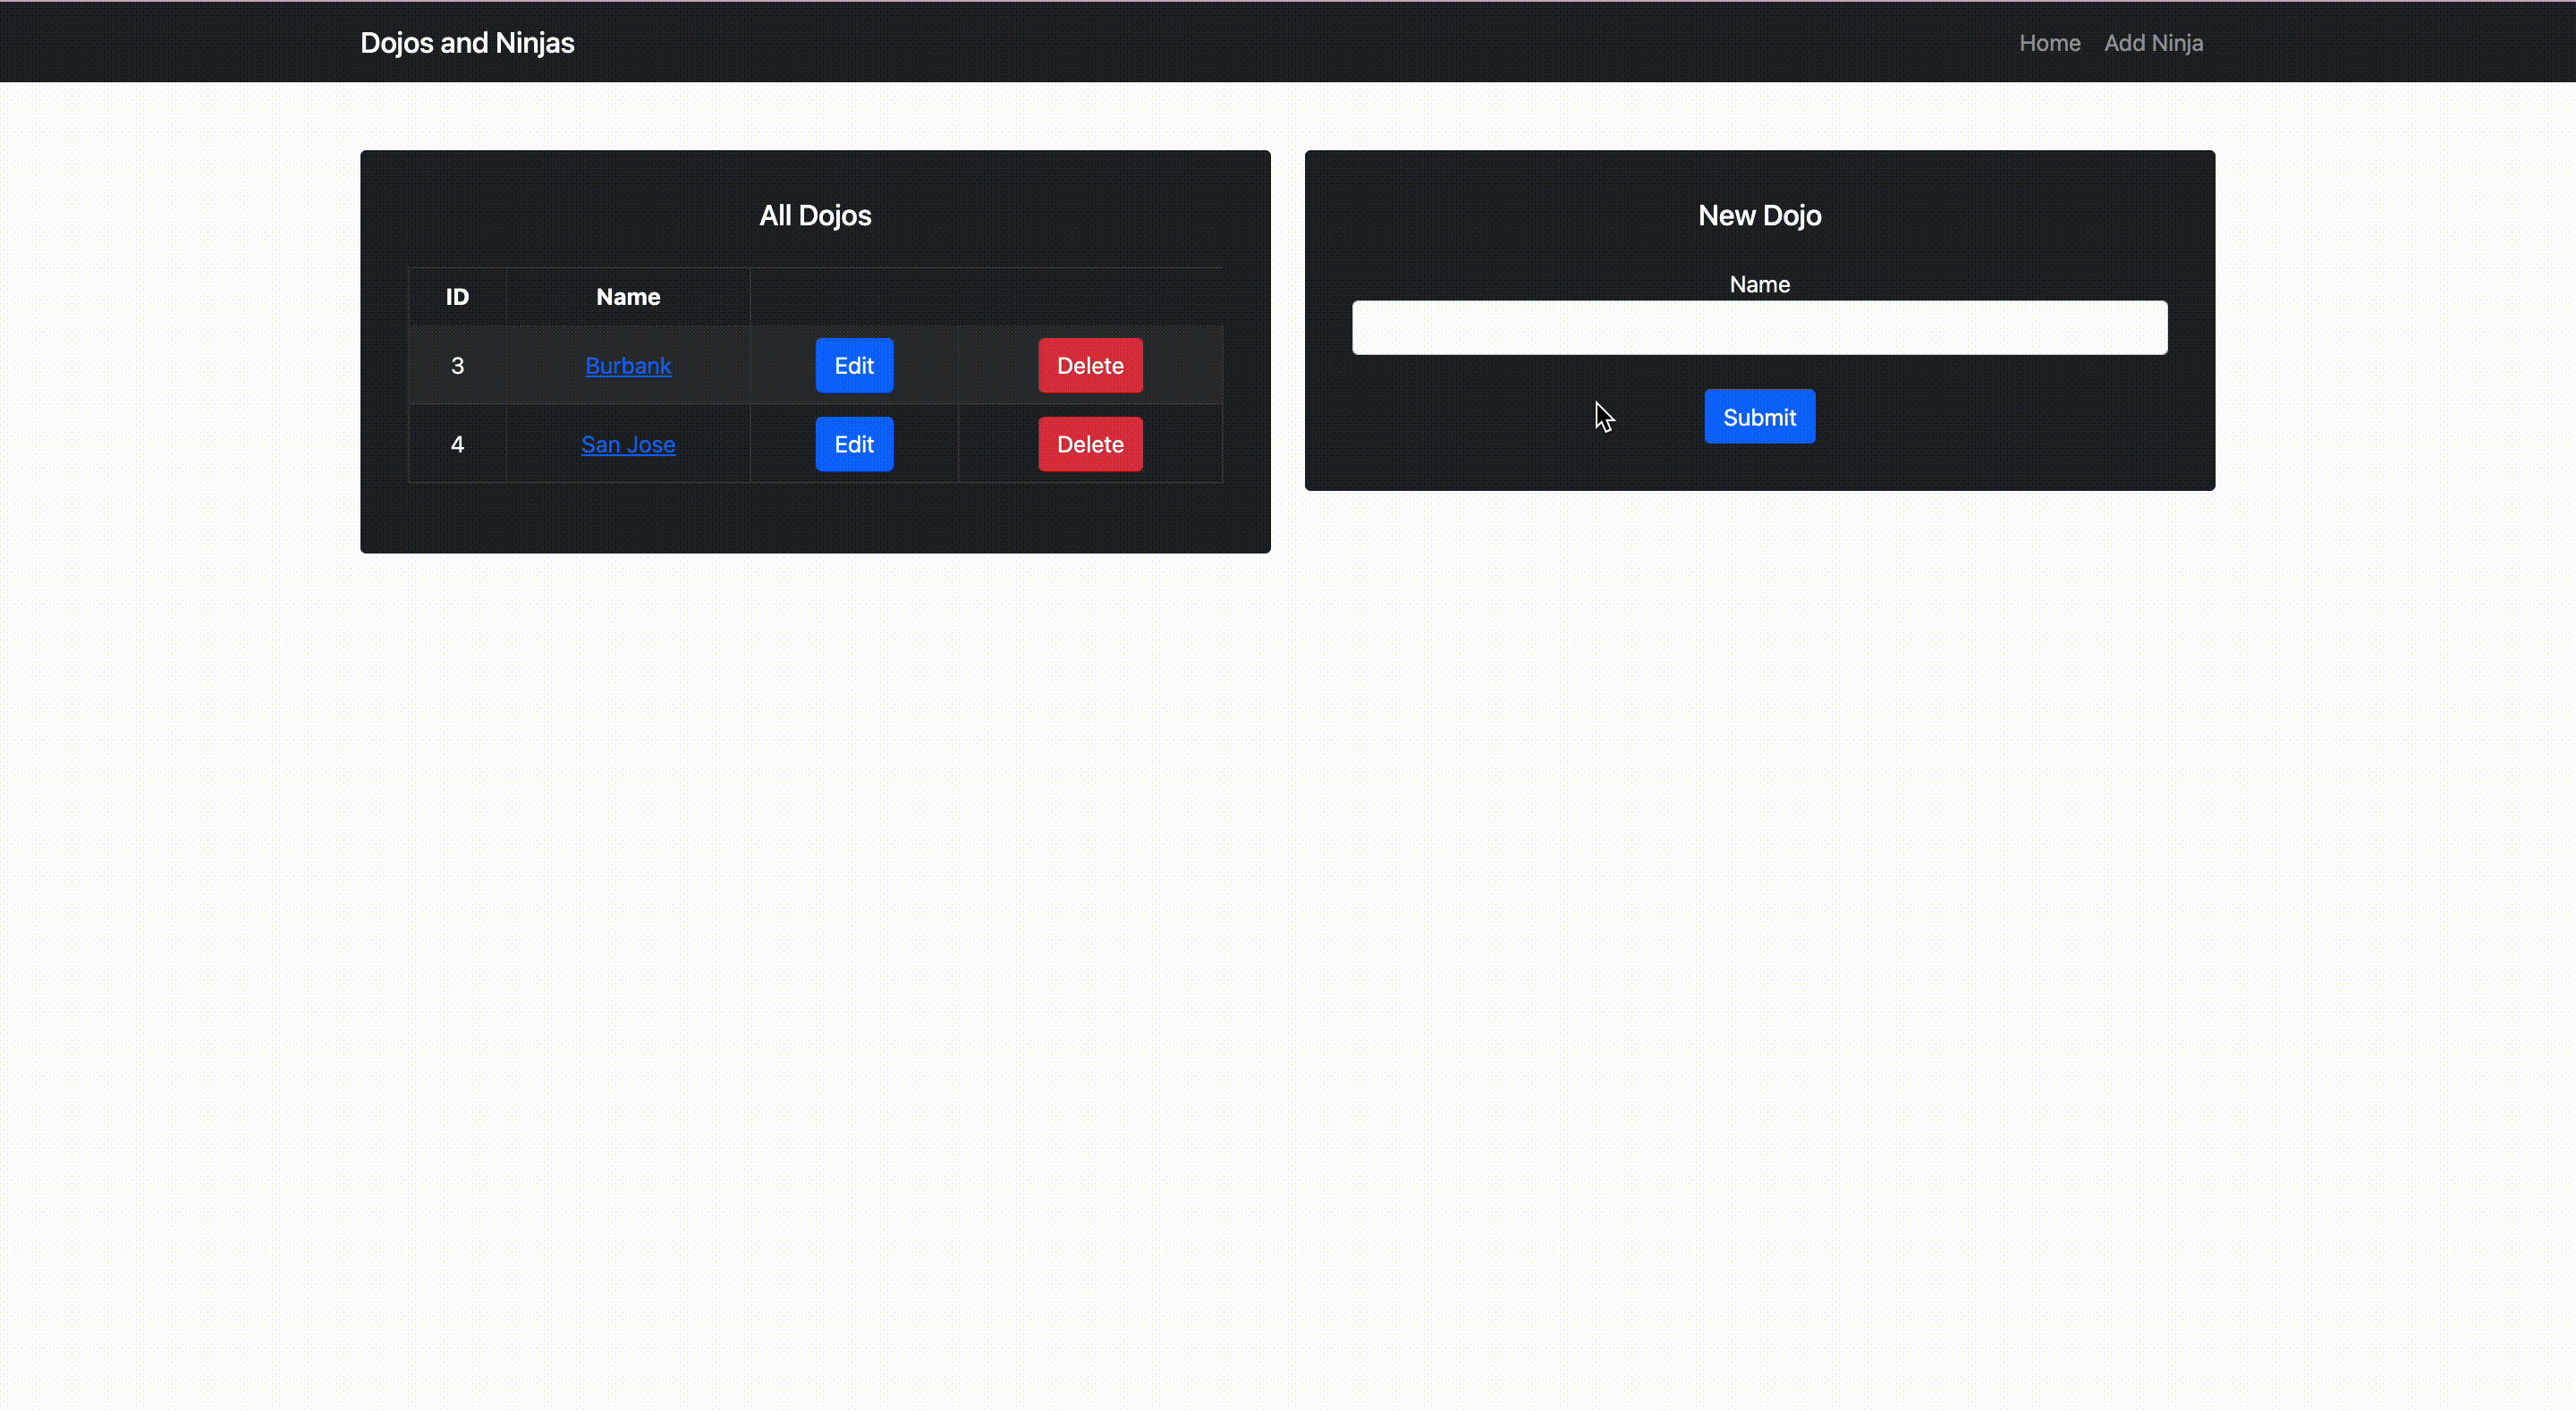 Dojos and Ninjas Home Add Ninja
All Dojos
ID Name
3 Burbank Edit Delete
4 San Jose Edit Delete
New Dojo
Name
Submit